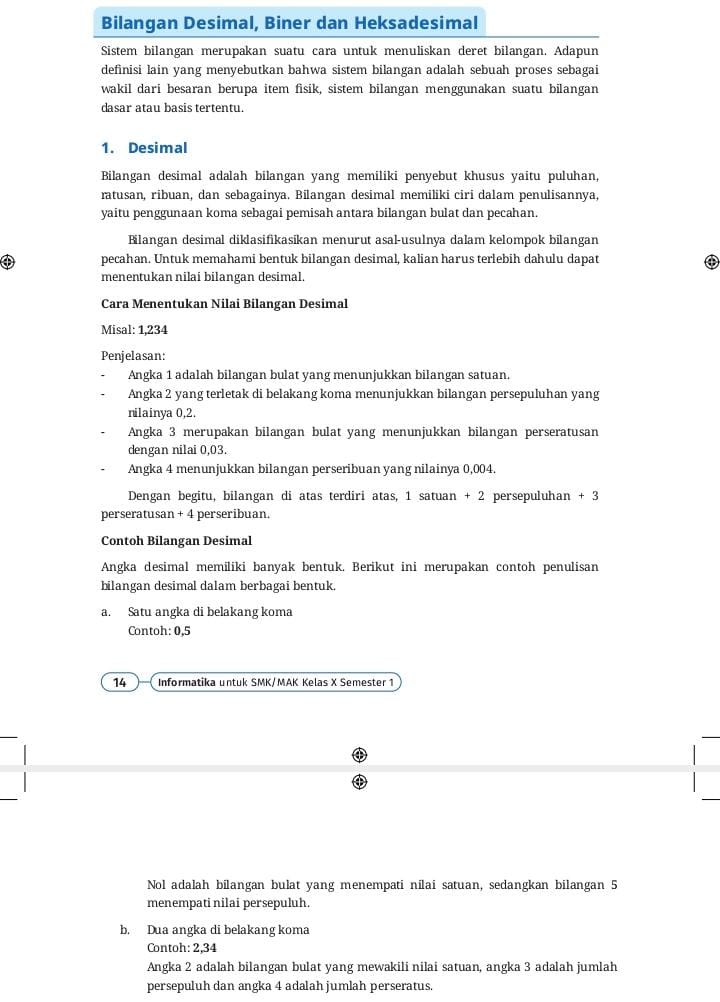 Bilangan Desimal, Biner dan Heksadesimal
Sistem bilangan merupakan suatu cara untuk menuliskan deret bilangan. Adapun
definisi lain yang menyebutkan bahwa sistem bilangan adalah sebuah proses sebagai
wakil dari besaran berupa item fisik, sistem bilangan menggunakan suatu bilangan
dasar atau basis tertentu.
1. Desimal
Bilangan desimal adalah bilangan yang memiliki penyebut khusus yaitu puluhan,
ratusan, ribuan, dan sebagainya. Bilangan desimal memiliki ciri dalam penulisannya,
yaitu penggunaan koma sebagai pemisah antara bilangan bulat dan pecahan.
Bilangan desimal diklasifikasikan menurut asal-usulnya dalam kelompok bilangan
pecahan. Untuk memahami bentuk bilangan desimal, kalian harus terlebih dahulu dapat
menentukan nilai bilangan desimal.
Cara Menentukan Nilai Bilangan Desimal
Misal: 1,234
Penjelasan:
- Angka 1 adalah bilangan bulat yang menunjukkan bilangan satuan.
- Angka 2 yang terletak di belakang koma menunjukkan bilangan persepuluhan yang
nilainya 0,2.
- Angka 3 merupakan bilangan bulat yang menunjukkan bilangan perseratusan
dengan nilai 0,03.
- Angka 4 menunjukkan bilangan perseribuan yang nilainya 0,004.
Dengan begitu, bilangan di atas terdiri atas, 1 satuan + 2 persepuluhan + 3
perseratusan + 4 perseribuan.
Contoh Bilangan Desimal
Angka desimal memiliki banyak bentuk. Berikut ini merupakan contoh penulisan
bilangan desimal dalam berbagai bentuk.
a. Satu angka di belakang koma
Contoh: 0,5
14 Informatika untuk SMK/MAK Kelas X Semester 1
Nol adalah bilangan bulat yang menempati nilai satuan, sedangkan bilangan 5
menempati nilai persepuluh.
b. Dua angka di belakang koma
Contoh: 2,34
Angka 2 adalah bilangan bulat yang mewakili nilai satuan, angka 3 adalah jumlah
persepuluh dan angka 4 adalah jumlah perseratus.